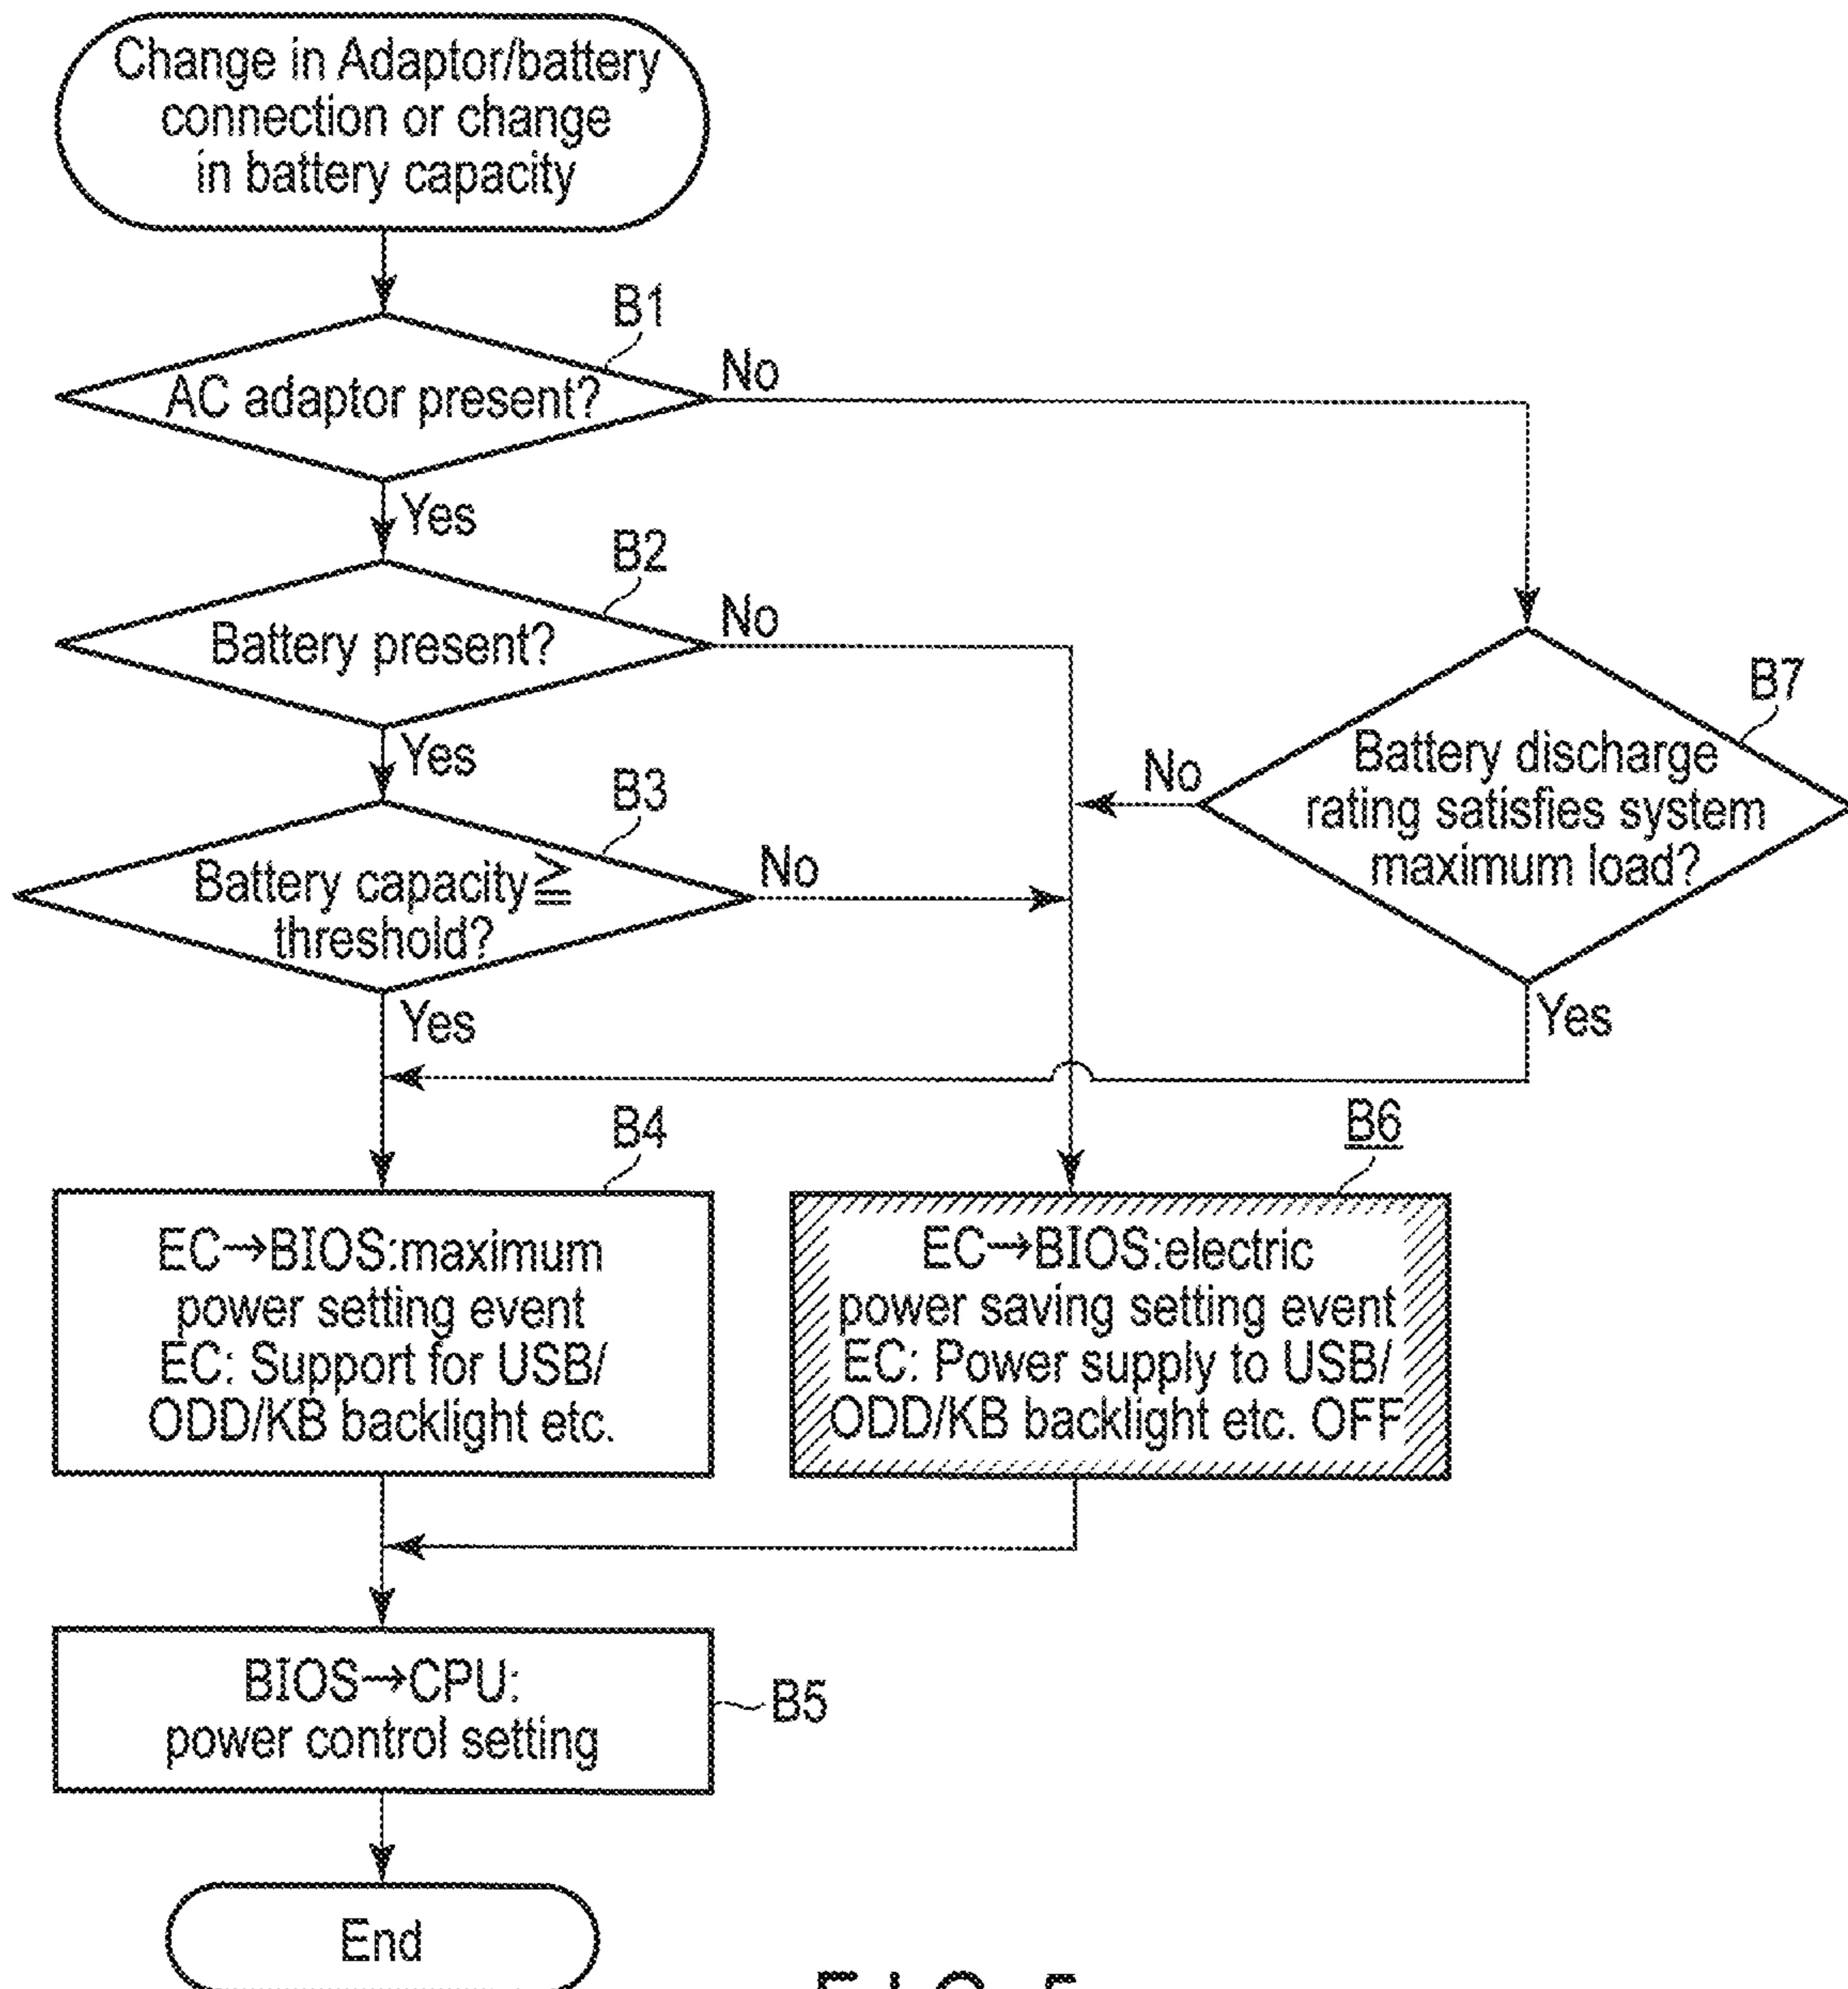 Change in Adaptor/battery
connection or change
in battery capacity
B1
AC adaptor present?
No
Yes
B2
Battery present?
No
Yes
B3
Battery capacity≧
threshold?
No
Yes
B7
Battery discharge
rating satisfies system
maximum load?
No
Yes
B4
EC→BIOS:maximum
power setting event
EC: Support for USB/
ODD/KB backlight etc.
B6
EC→BIOS:electric
power saving setting event
EC: Power supply to USB/
ODD/KB backlight etc. OFF
BIOS→CPU:
power control setting
B5
End
FIG. 5